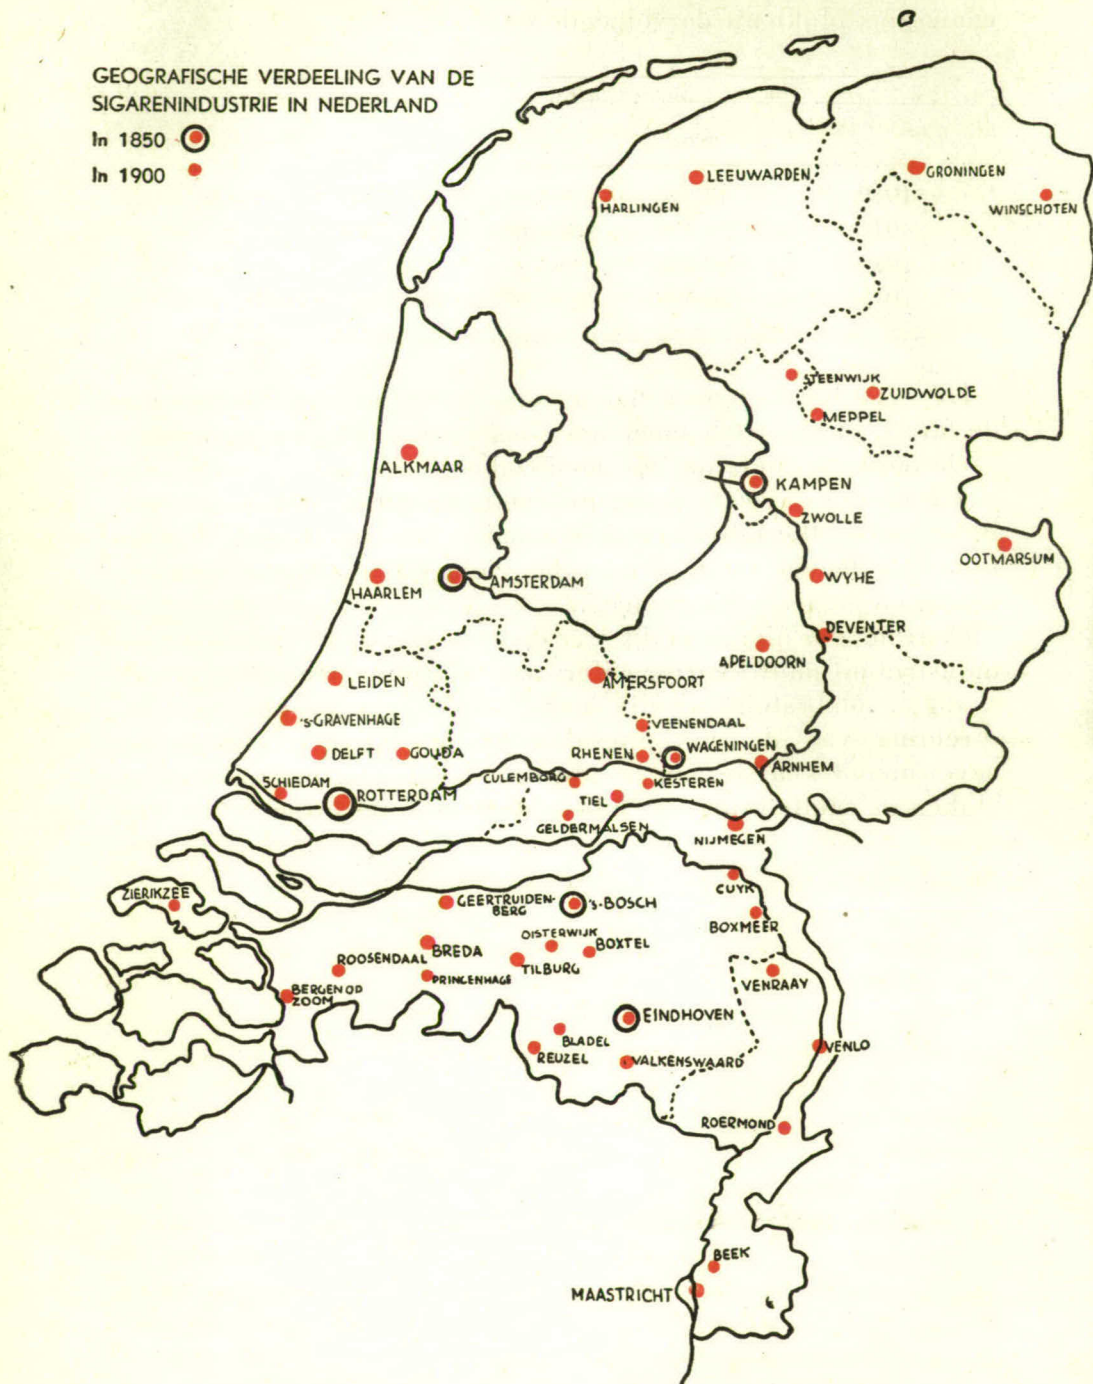 GEOGRAFISCHE VERDEELING VAN DE
SIGARENINDUSTRIE IN NEDERLAND
In 1850
In 1900
LEEUWARDEN
GRONINGEN
HARLINGEN
WINSCHOTEN
STEENWIJK
ZUIDWOLDE
MEPPEL
ALKMAAR
KAMPEN
ZWOLLE
OOTMARSUM
HAARLEM
AMSTERDAM
WYHE
DEVENTER
APELDOORN
LEIDEN
AMERSFOORT
'S-GRAVENHAGE
VEENENDAAL
DELFT
GOUDA
RHENEN
WAGENINGEN
ARNHEM
SCHIEDAM
CULEMBORG
KESTEREN
ROTTERDAM
TIEL
GELDERMALSEN
NIJMEGEN
ZIERIKZEE
CUYK
GEERTRUIDEN-
BERG
'S-BOSCH
BOXMEER
OISTERWIJK
BREDA
BOXTEL
ROOSENDAAL
TILBURG
PRINCENHAGE
VENRAAY
BERGEN OP
ZOOM
EINDHOVEN
BLADEL
VENLO
REUZEL
VALKENSWAARD
ROERMOND
BEEK
MAASTRICHT